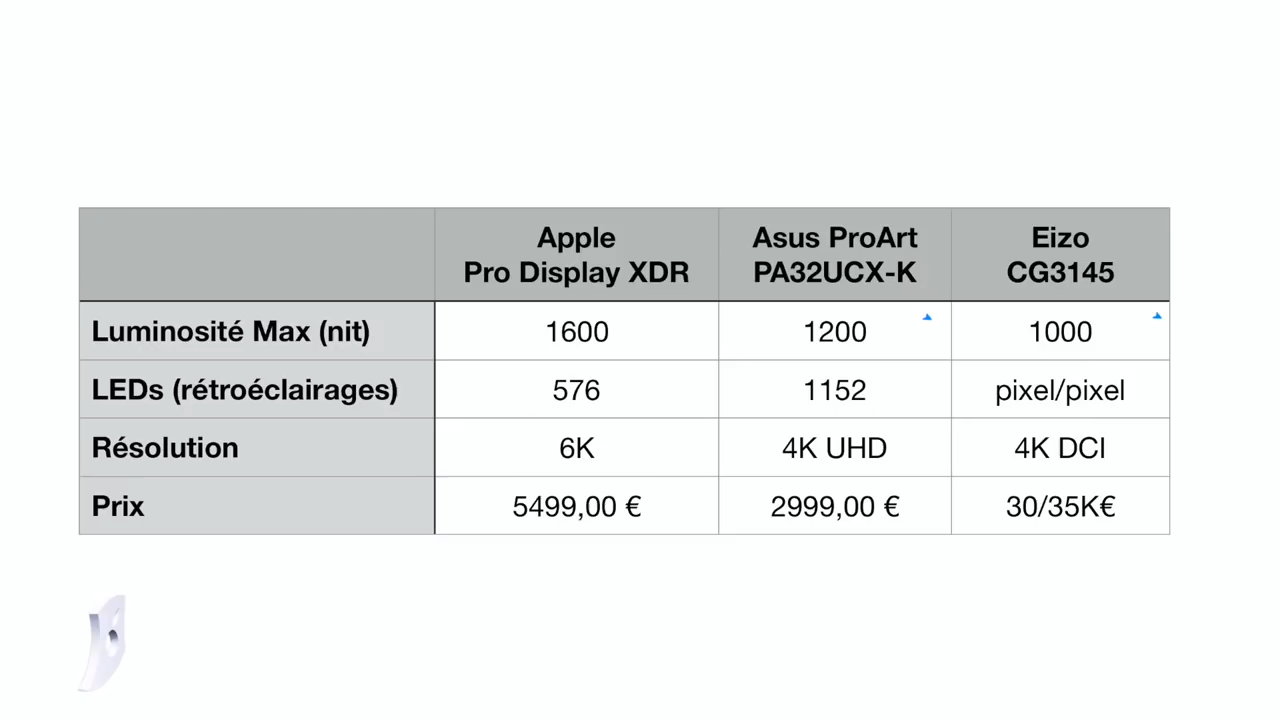 Apple
Pro Display XDR
Asus ProArt
PA32UCX-K
Eizo
CG3145
Luminosité Max (nit) 1600 1200 1000
LEDs (rétroéclairages) 576 1152 pixel/pixel
Résolution 6K 4K UHD 4K DCI
Prix 5499,00 € 2999,00 € 30/35K€